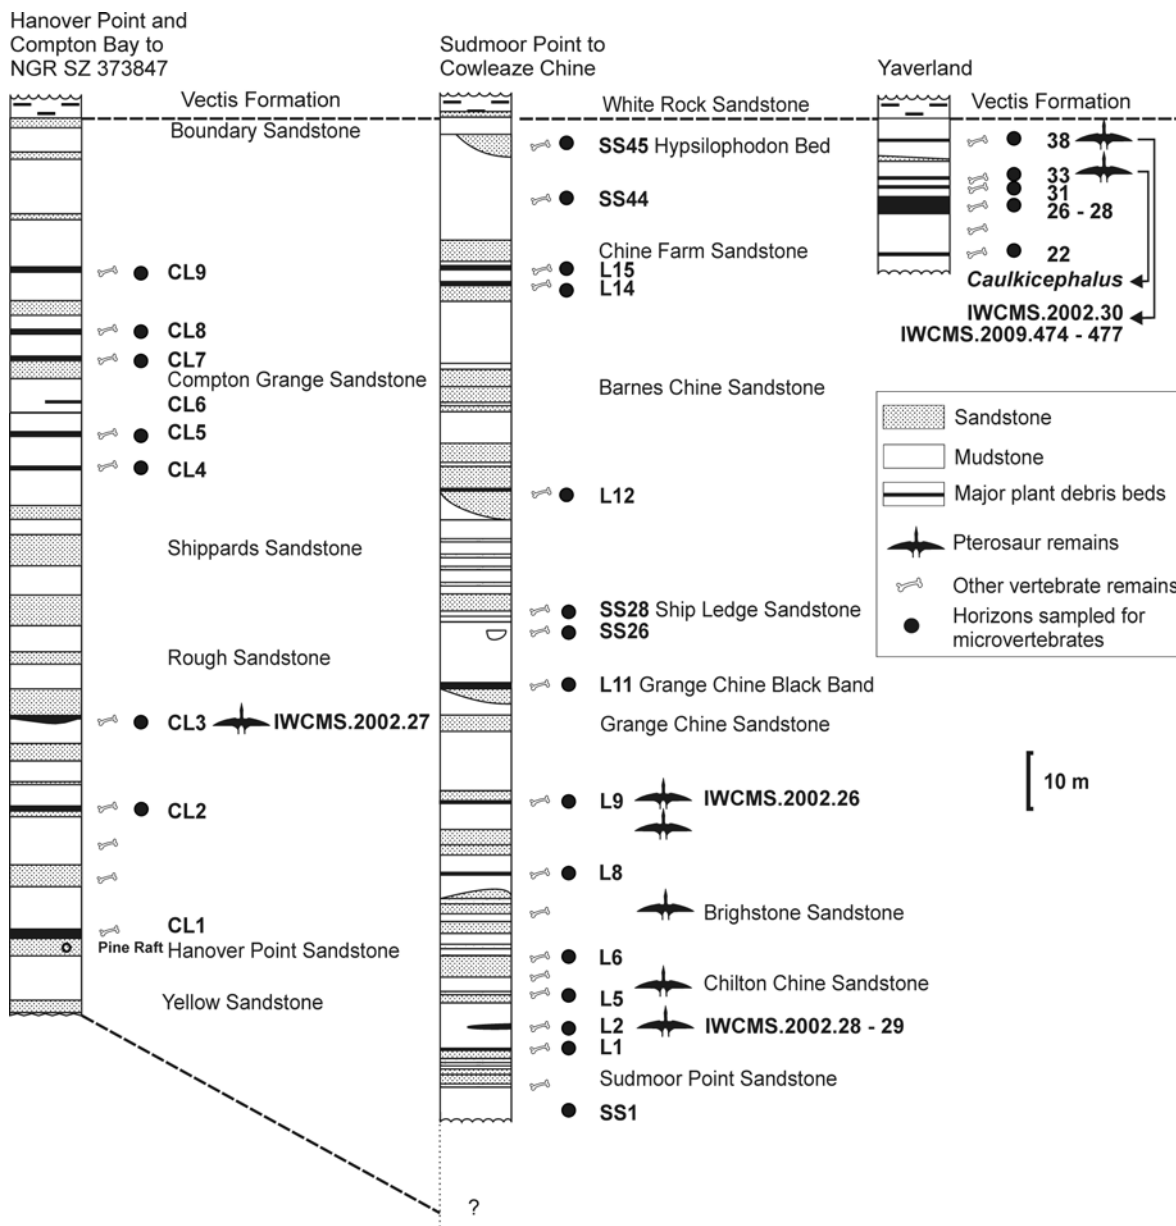 Hanover Point and
Compton Bay to
NGR SZ 373847
Vectis Formation
Boundary Sandstone
CL9
CL8
CL7
Compton Grange Sandstone
CL6
CL5
CL4
Shippards Sandstone
Rough Sandstone
CL3 IWCMS.2002.27
CL2
CL1
Pine Raft Hanover Point Sandstone
Yellow Sandstone
Sudmoor Point to
Cowleaze Chine
White Rock Sandstone
SS45 Hypsilophodon Bed
SS44
Chine Farm Sandstone
L15
L14
Barnes Chine Sandstone
L12
SS28 Ship Ledge Sandstone
SS26
L11 Grange Chine Black Band
Grange Chine Sandstone
L9 IWCMS.2002.26
L8
Brighstone Sandstone
L6
Chilton Chine Sandstone
L5
L2 IWCMS.2002.28 - 29
L1
Sudmoor Point Sandstone
SS1
?
Yaverland
Vectis Formation
38
33
31
26 - 28
22
Caulkicephalus
IWCMS.2002.30
IWCMS.2009.474 - 477
Sandstone
Mudstone
Major plant debris beds
Pterosaur remains
Other vertebrate remains
Horizons sampled for
microvertebrates
10 m